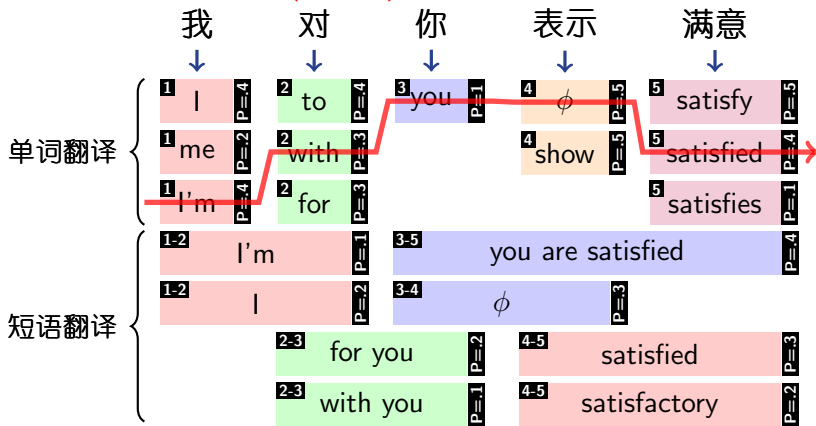 我 对 你 表示 满意
1 I P=.4 2 to P=.4 3 you P=1 4 ϕ P=.5 5 satisfy P=.5
单词翻译
1 me P=.2 2 with P=.3 4 show P=.5 5 satisfied P=.4
1 I'm P=.4 2 for P=.3 5 satisfies P=.1
1-2 I'm P=.1 3-5 you are satisfied P=.4
1-2 I P=.2 3-4 ϕ P=.3
短语翻译
2-3 for you P=.2 4-5 satisfied P=.3
2-3 with you P=.1 4-5 satisfactory P=.2